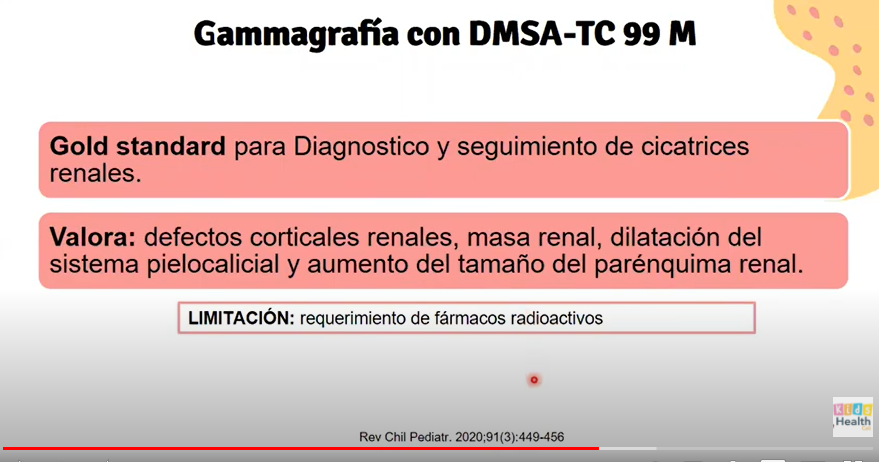 Gammagrafía con DMSA-TC 99 M
Gold standard para Diagnostico y seguimiento de cicatrices
renales.
Valora: defectos corticales renales, masa renal, dilatación del
sistema pielocalicial y aumento del tamaño del parénquima renal.
LIMITACIÓN: requerimiento de fármacos radioactivos
Kids
Health
Rev Chil Pediatr. 2020;91(3):449-456